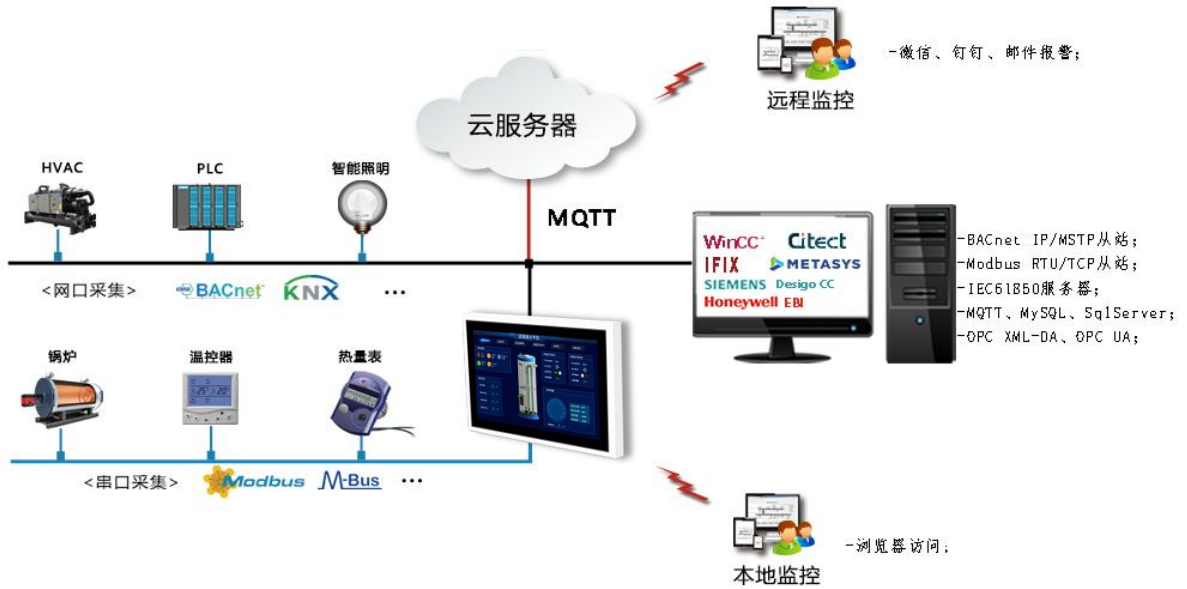 远程监控
-微信、钉钉、邮件报警;
云服务器
HVAC
PLC
智能照明
MQTT
<网口采集>
BACnet
KNX
...
WinCC
Citect
IFIX
METASYS
SIEMENS Desigo CC
Honeywell EBI
-BACnet IP/MSTP从站;
-Modbus RTU/TCP从站;
-IEC61850服务器;
-MQTT、MySQL、SqlServer;
-OPC XML-DA、OPC UA;
锅炉
温控器
热量表
<串口采集>
Modbus
M-Bus
...
-浏览器访问;
本地监控